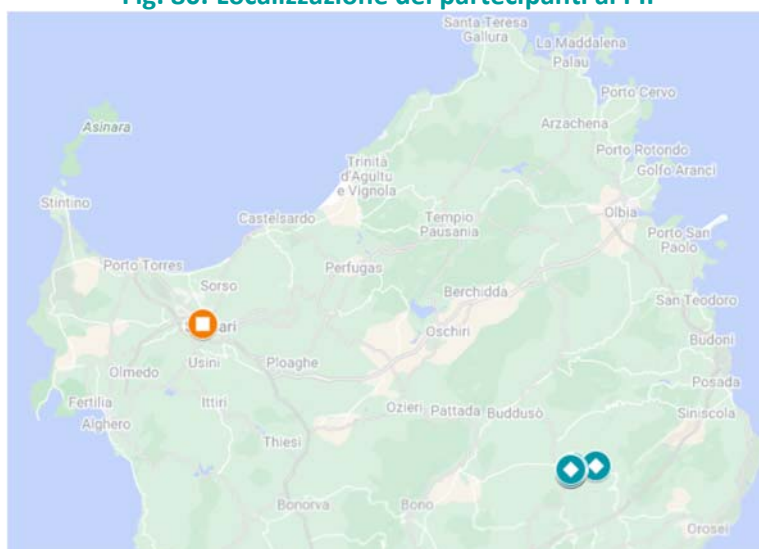 Fig. 80: Localizzazione dei partecipanti al PIF
Santa Teresa
Gallura
La Maddalena
Palau
Porto Cervo
Asinara
Arzachena
Porto Rotondo
Golfo Aranci
Trinità
d'Agultu
e Vignola
Stintino
Castelsardo
Tempio
Pausania
Olbia
Porto San
Paolo
Porto Torres
Perfugas
Sorso
Berchidda
San Teodoro
ari
Oschiri
Budoni
Usini
Ploaghe
Olmedo
Posada
Fertilia
Ittiri
Ozieri
Pattada
Buddusò
Siniscola
Alghero
Thiesi
Bonorva
Bono
Orosei